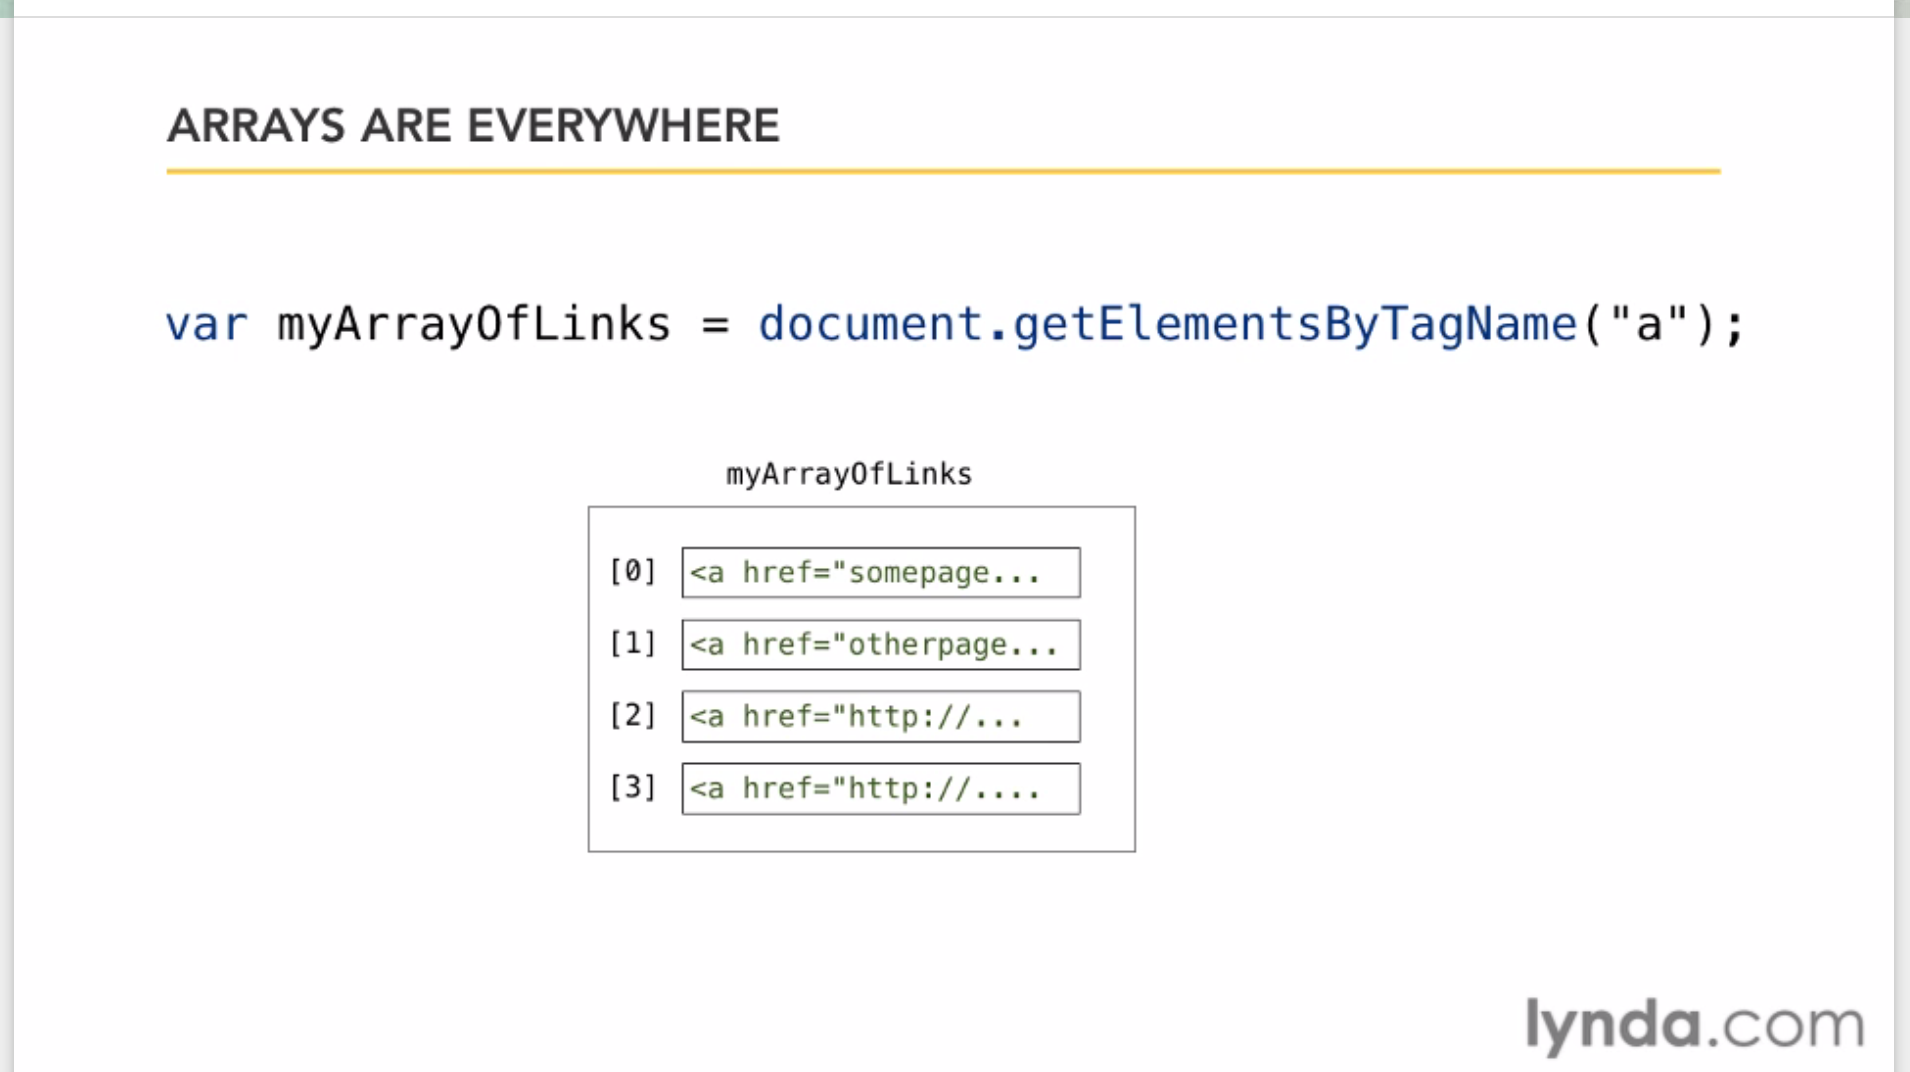 ARRAYS ARE EVERYWHERE
var myArrayOfLinks = document.getElementsByTagName("a");
myArrayOfLinks
[0] <a href="somepage...
[1] <a href="otherpage...
[2] <a href="http://...
[3] <a href="http://....
lynda.com